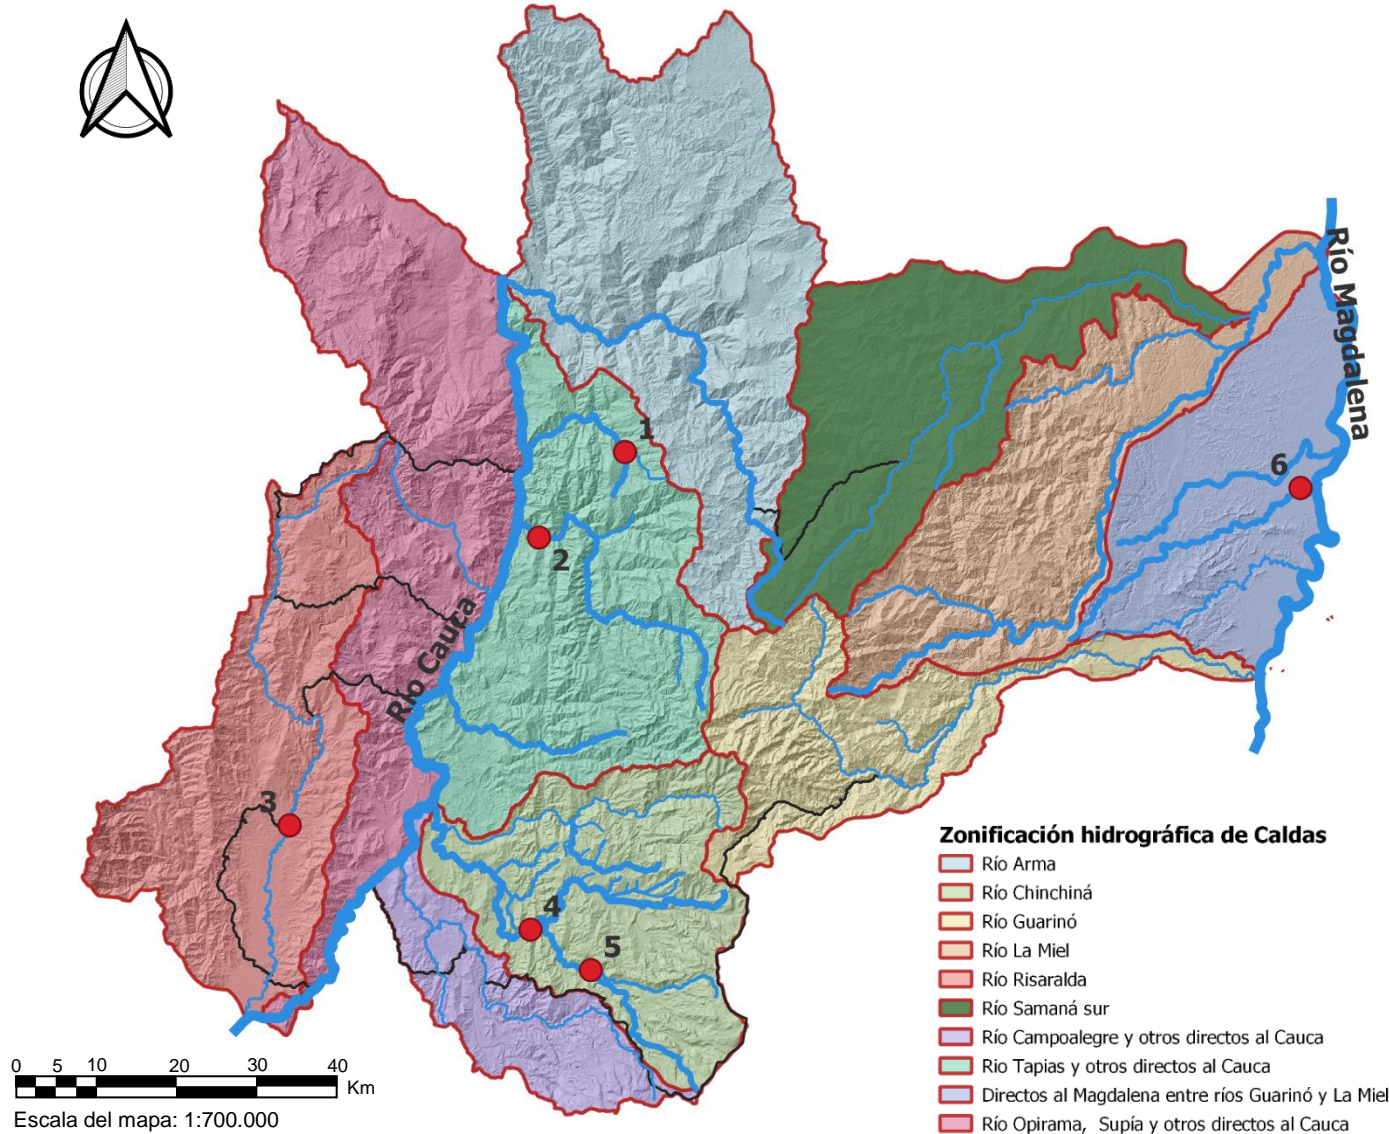 Río Magdalena
1
6
2
Río Cauca
3
4
5
Zonificación hidrográfica de Caldas
Río Arma
Río Chinchiná
Río Guarinó
Río La Miel
Río Risaralda
Río Samaná sur
Río Campoalegre y otros directos al Cauca
Rio Tapias y otros directos al Cauca
Directos al Magdalena entre ríos Guarinó y La Miel
Río Opirama, Supía y otros directos al Cauca
0 5 10 20 30 40
Km
Escala del mapa: 1:700.000